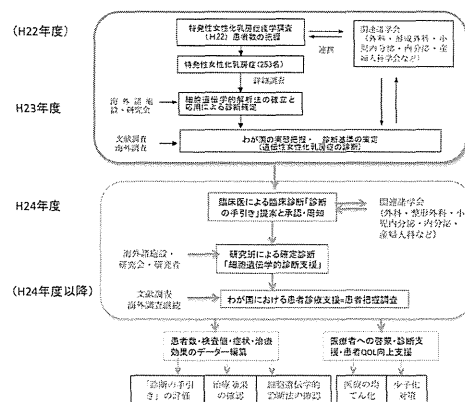 (H22年度)
特発性女性化乳房症疫学調査
(H22)患者数の把握
連携
関連諸学会
(外科・形成外科・小
児内分泌・内分泌・産
婦人科学会など)
特発性女性化乳房症(253名)
詳細調査
H23年度
海外諸施
設・研究会
細胞遺伝学的解析法の確立と
応用による診断確定
文献調査
海外調査
わが国の実態把握・診断基準の策定
(遺伝性女性化乳房症の診断)
H24年度
臨床医による臨床診断「診断
の手引き」提案と承認・周知
関連諸学会
(外科・整形外科・小
児内分泌・内分泌・
産婦人科など)
海外諸施設・
研究会・研究者
研究班による確定診断
「細胞遺伝学的診断支援」
(H24年度以降)
文献調査
海外調査継続
わが国における患者診療支援=患者把握調査
患者数・検査値・症状・治療
効果のデーター編纂
医療者への啓蒙・診断支
援・患者QOL向上支援
「診断の手引
き」の評価
治療効果
の確認
細胞遺伝学的
診断法の確認
医療の均
てん化
少子化
対策